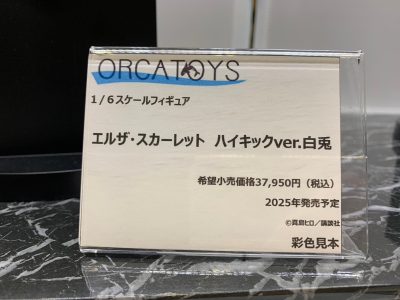 ORCATOYS
1/6スケールフィギュア
エルザ・スカーレット ハイキックver.白兎
希望小売価格37,950円（税込）
2025年発売予定
©真島ヒロ／講談社
彩色見本